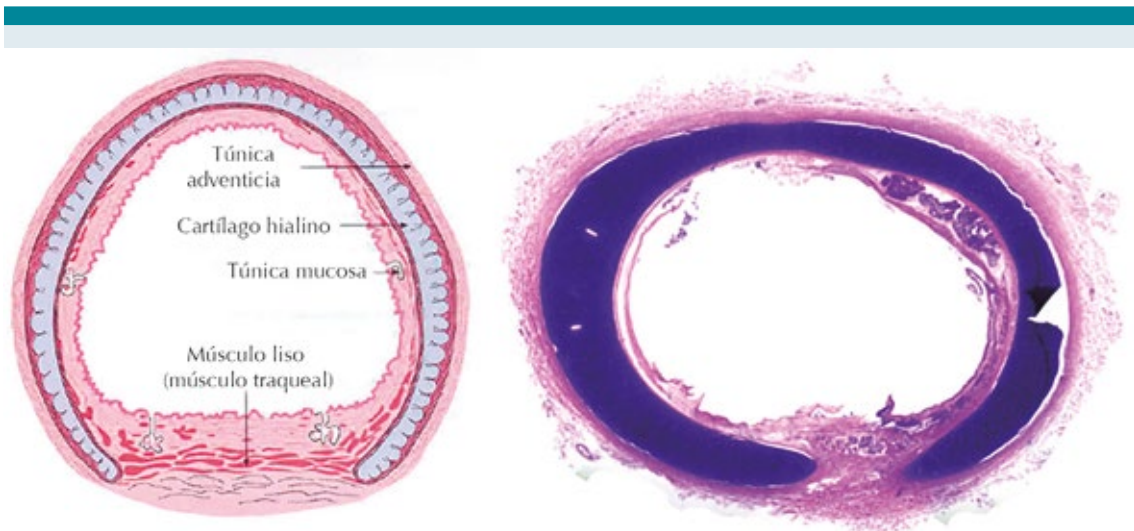 Túnica
adventicia
Cartílago hialino
Túnica mucosa
Músculo liso
(músculo traqueal)